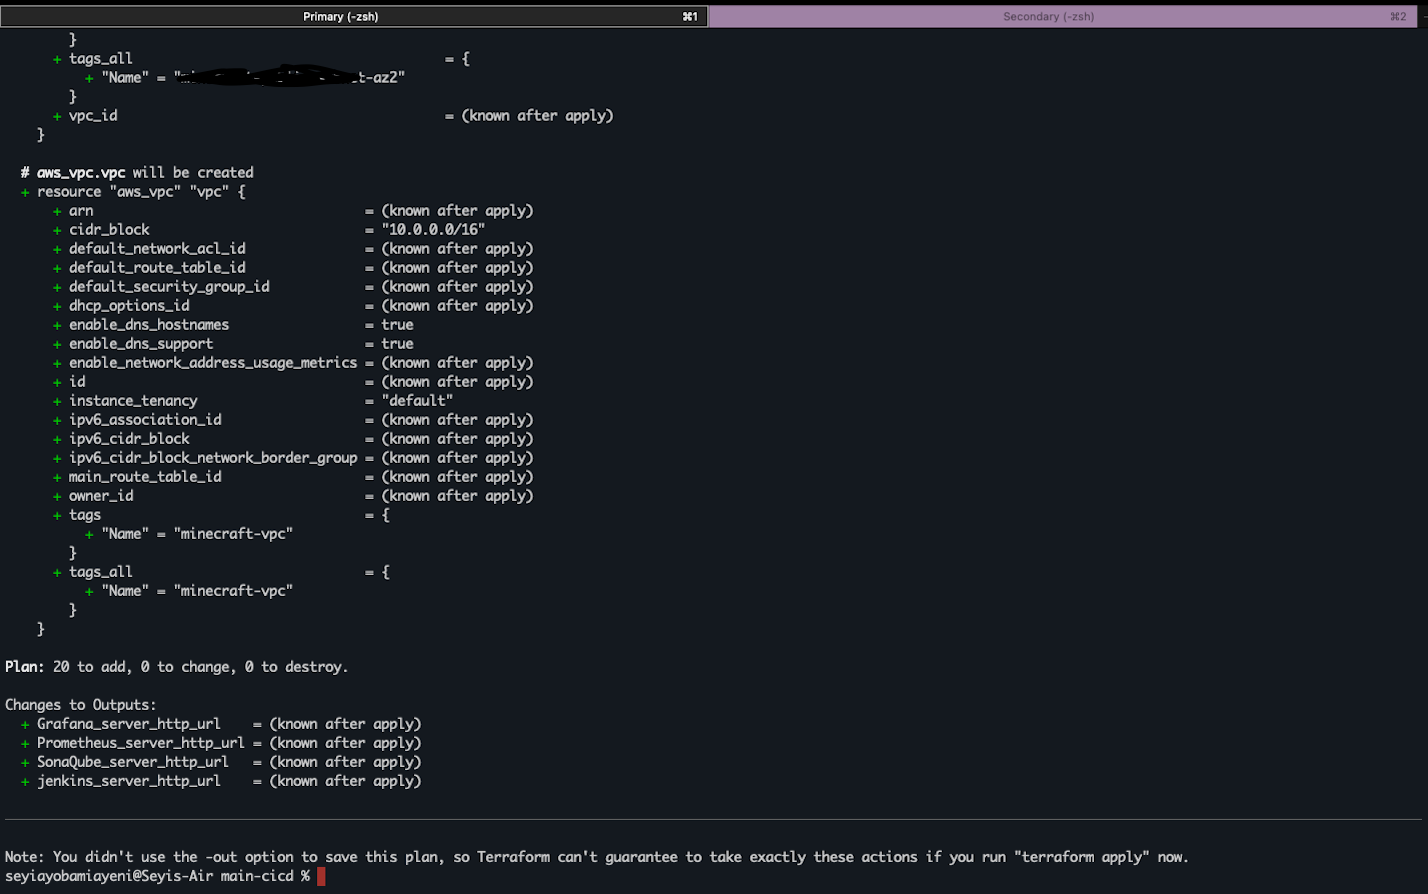 Primary (-zsh) ⌘1 Secondary (-zsh) ⌘2
}
+ tags_all = {
+ "Name" = " t-az2"
}
+ vpc_id = (known after apply)
}
# aws_vpc.vpc will be created
+ resource "aws_vpc" "vpc" {
+ arn = (known after apply)
+ cidr_block = "10.0.0.0/16"
+ default_network_acl_id = (known after apply)
+ default_route_table_id = (known after apply)
+ default_security_group_id = (known after apply)
+ dhcp_options_id = (known after apply)
+ enable_dns_hostnames = true
+ enable_dns_support = true
+ enable_network_address_usage_metrics = (known after apply)
+ id = (known after apply)
+ instance_tenancy = "default"
+ ipv6_association_id = (known after apply)
+ ipv6_cidr_block = (known after apply)
+ ipv6_cidr_block_network_border_group = (known after apply)
+ main_route_table_id = (known after apply)
+ owner_id = (known after apply)
+ tags = {
+ "Name" = "minecraft-vpc"
}
+ tags_all = {
+ "Name" = "minecraft-vpc"
}
}
Plan: 20 to add, 0 to change, 0 to destroy.
Changes to Outputs:
+ Grafana_server_http_url = (known after apply)
+ Prometheus_server_http_url = (known after apply)
+ SonaQube_server_http_url = (known after apply)
+ jenkins_server_http_url = (known after apply)
Note: You didn't use the -out option to save this plan, so Terraform can't guarantee to take exactly these actions if you run "terraform apply" now.
seyiayobamiayeni@Seyis-Air main-cicd %